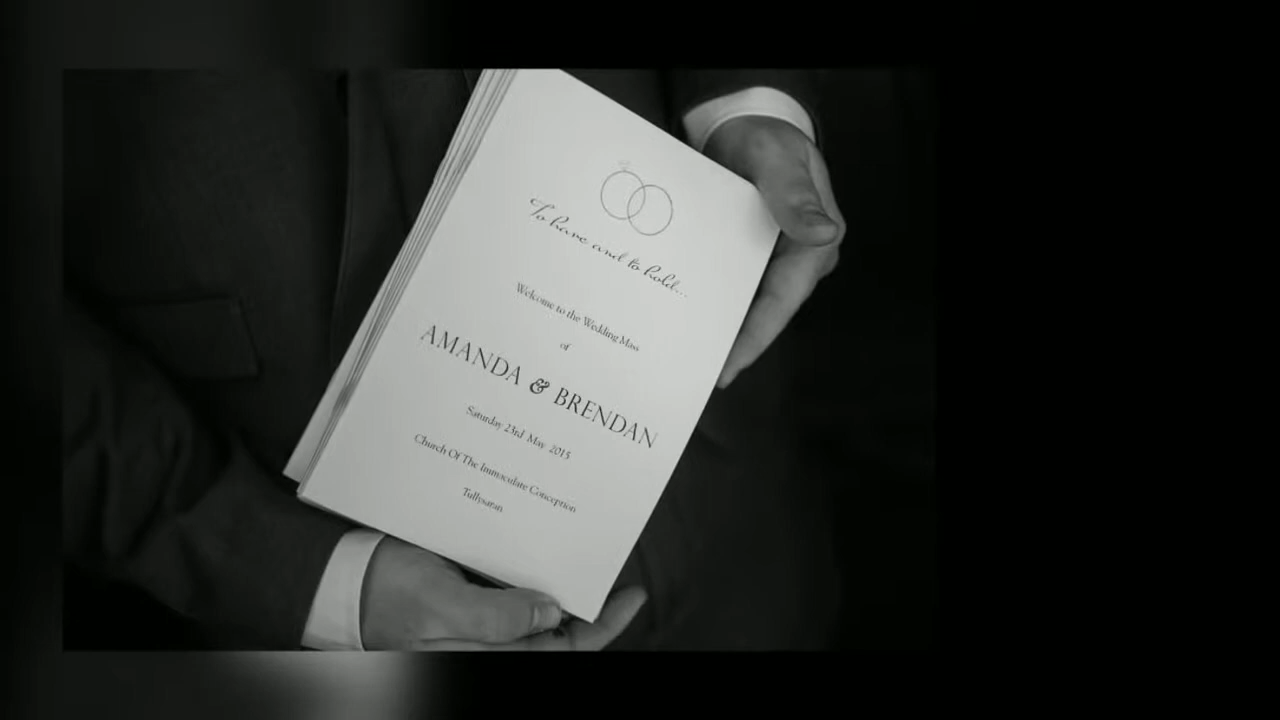 To have and to hold...
Welcome to the Wedding Mass
of
AMANDA & BRENDAN
Saturday 23rd May 2015
Church Of The Immaculate Conception
Tullysaran